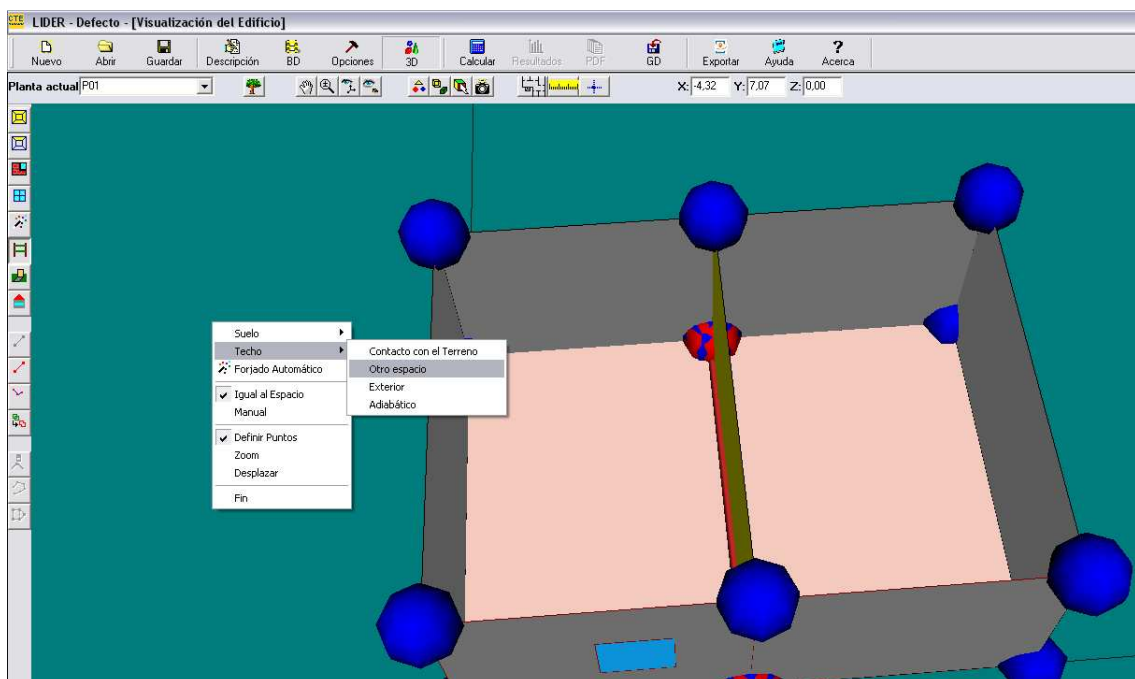 CTE LIDER - Defecto - [Visualización del Edificio]
Nuevo Abrir Guardar Descripción BD Opciones 3D Calcular Resultados PDF GD Exportar Ayuda Acerca
Planta actual P01 X: -4,32 Y: 7,07 Z: 0,00
Suelo
Techo
Forjado Automático
Igual al Espacio
Manual
Definir Puntos
Zoom
Desplazar
Fin
Contacto con el Terreno
Otro espacio
Exterior
Adiabático